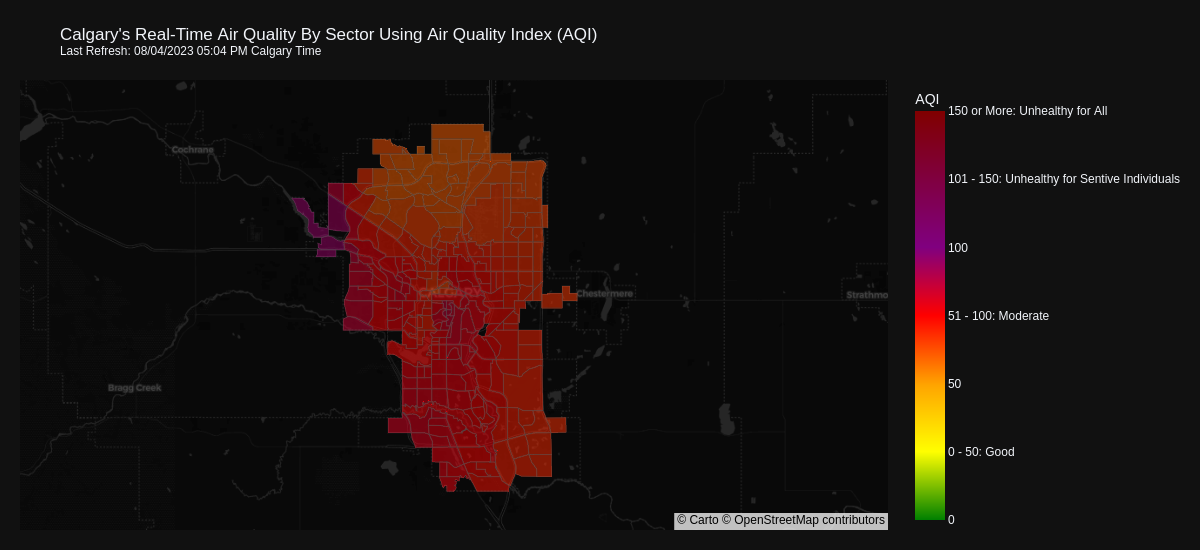 Calgary's Real-Time Air Quality By Sector Using Air Quality Index (AQI)
Last Refresh: 08/04/2023 05:04 PM Calgary Time
AQI
150 or More: Unhealthy for All
Cochrane
101 - 150: Unhealthy for Sentive Individuals
100
CALGARY
Chestermere
Strathmo
51 - 100: Moderate
Bragg Creek
50
0 - 50: Good
0
© Carto © OpenStreetMap contributors